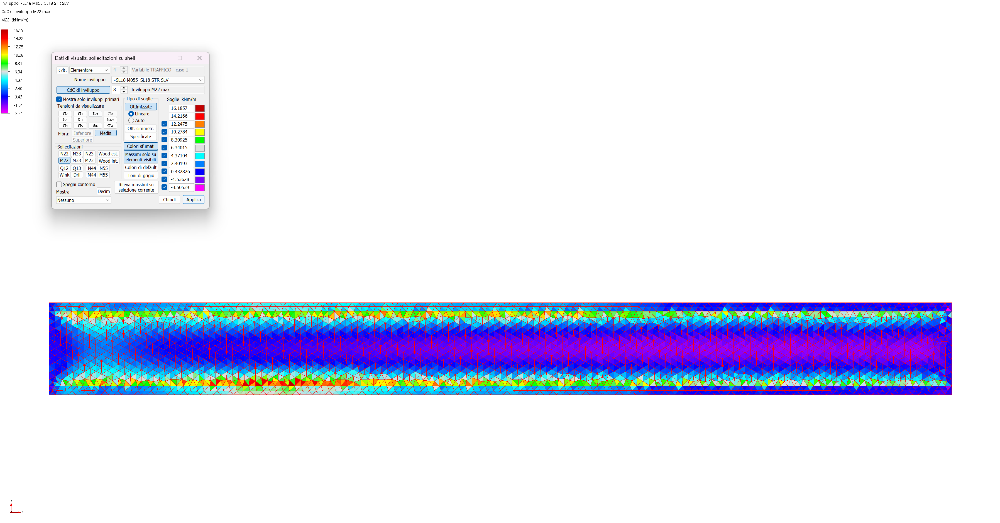 Inviluppo ~SL18 M055_SL18 STR SLV
CdC di Inviluppo M22 max
M22 (kNm/m)
16.19
14.22
12.25
10.28
8.31
6.34
4.37
2.40
0.43
-1.54
-3.51
Dati di visualiz. sollecitazioni su shell
CdC Elementare 4 Variabile TRAFFICO - caso 1
Nome inviluppo ~SL18 M055_SL18 STR SLV
CdC di inviluppo 8 Inviluppo M22 max
Mostra solo inviluppi primari
Tensioni da visualizzare
σ2 σ3 τ23 σM
τ21 τ31 τM23
σ4 σ5 εdp σid
Fibra: Inferiore Media
Superiore
Sollecitazioni
N22 N33 N23 Wood est.
M22 M33 M23 Wood int.
Q12 Q13 N44 N55
Wink Dril M44 M55
Spegni contorno
Mostra Decim
Nessuno
Tipo di soglie
Ottimizzate
Lineare
Auto
Ott. simmetr.
Specificate
Colori sfumati
Massimi solo su
elementi visibili
Colori di default
Toni di grigio
Rileva massimi su
selezione corrente
Soglie kNm/m
16.1857
14.2166
12.2475
10.2784
8.30925
6.34015
4.37104
2.40193
0.432826
-1.53628
-3.50539
Chiudi Applica
y
x